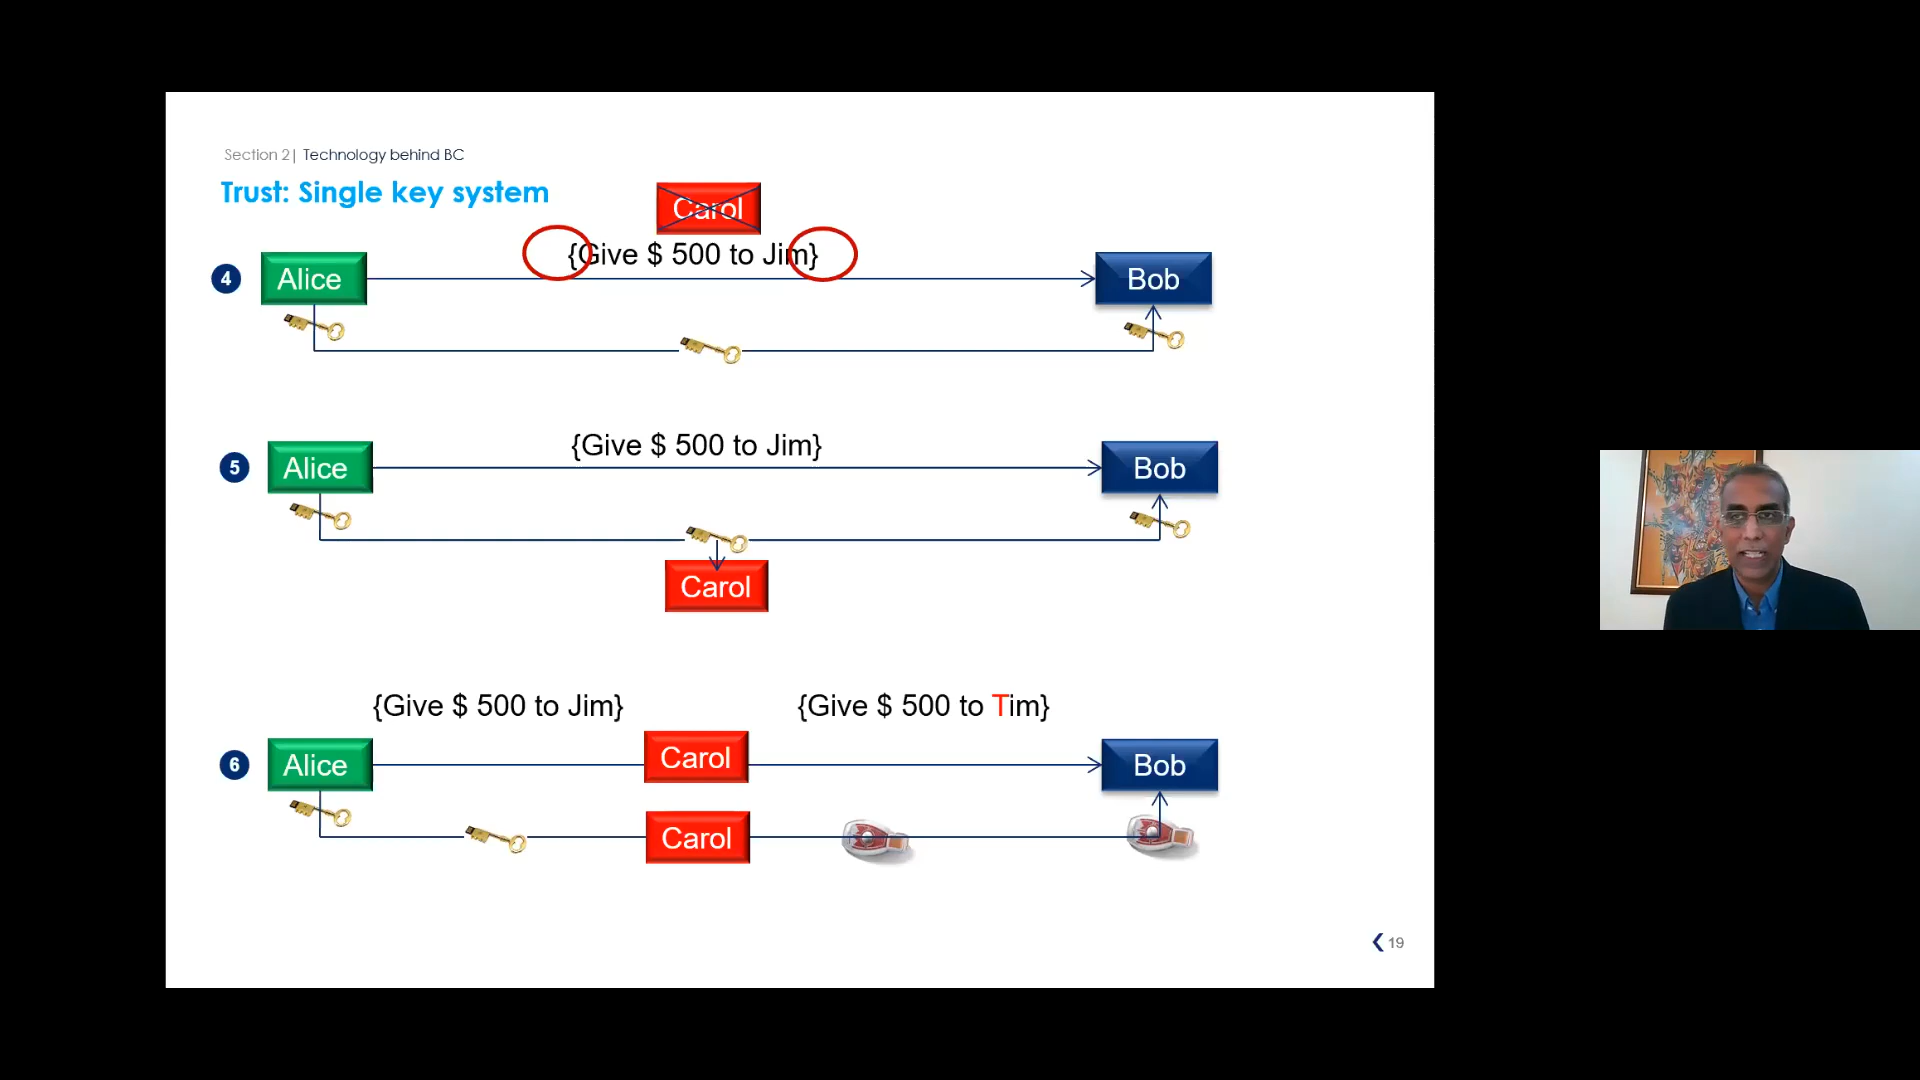 Section 2| Technology behind BC
Trust: Single key system
Carol
{Give $ 500 to Jim}
4
Alice
Bob
{Give $ 500 to Jim}
5
Alice
Bob
Carol
{Give $ 500 to Jim}
{Give $ 500 to Tim}
6
Alice
Carol
Bob
Carol
19